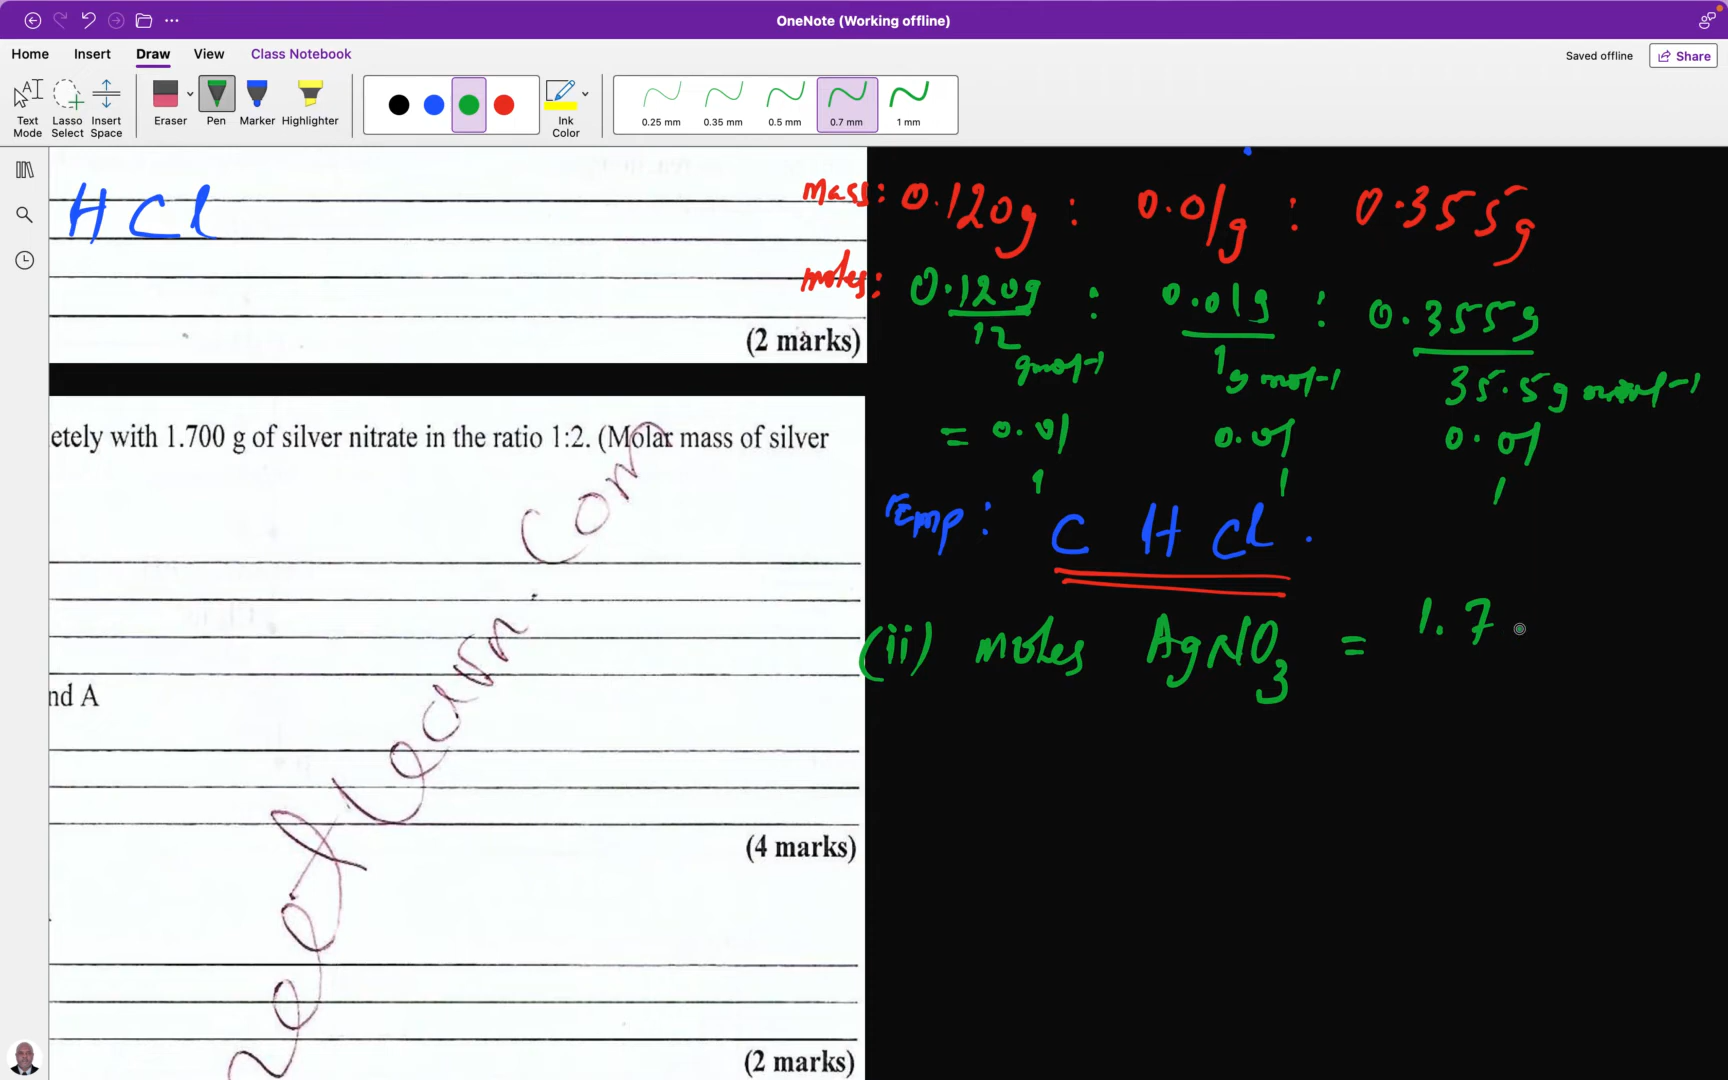 OneNote (Working offline)
Home Insert Draw View Class Notebook
Saved offline Share
Text Mode
Lasso Select
Insert Space
Eraser
Pen
Marker
Highlighter
Ink Color
0.25 mm
0.35 mm
0.5 mm
0.7 mm
1 mm
H Cl
(2 marks)
etely with 1.700 g of silver nitrate in the ratio 1:2. (Molar mass of silver
nd A
(4 marks)
(2 marks)
learn.com
mass: 0.120g : 0.01g : 0.355g
moles: 0.120g : 0.01g : 0.355g
12 gmol-1 1g mol-1 35.5g mol-1
= 0.01 0.01 0.01
1 1 1
Emp: C H Cl .
(ii) moles AgNO3 = 1.7